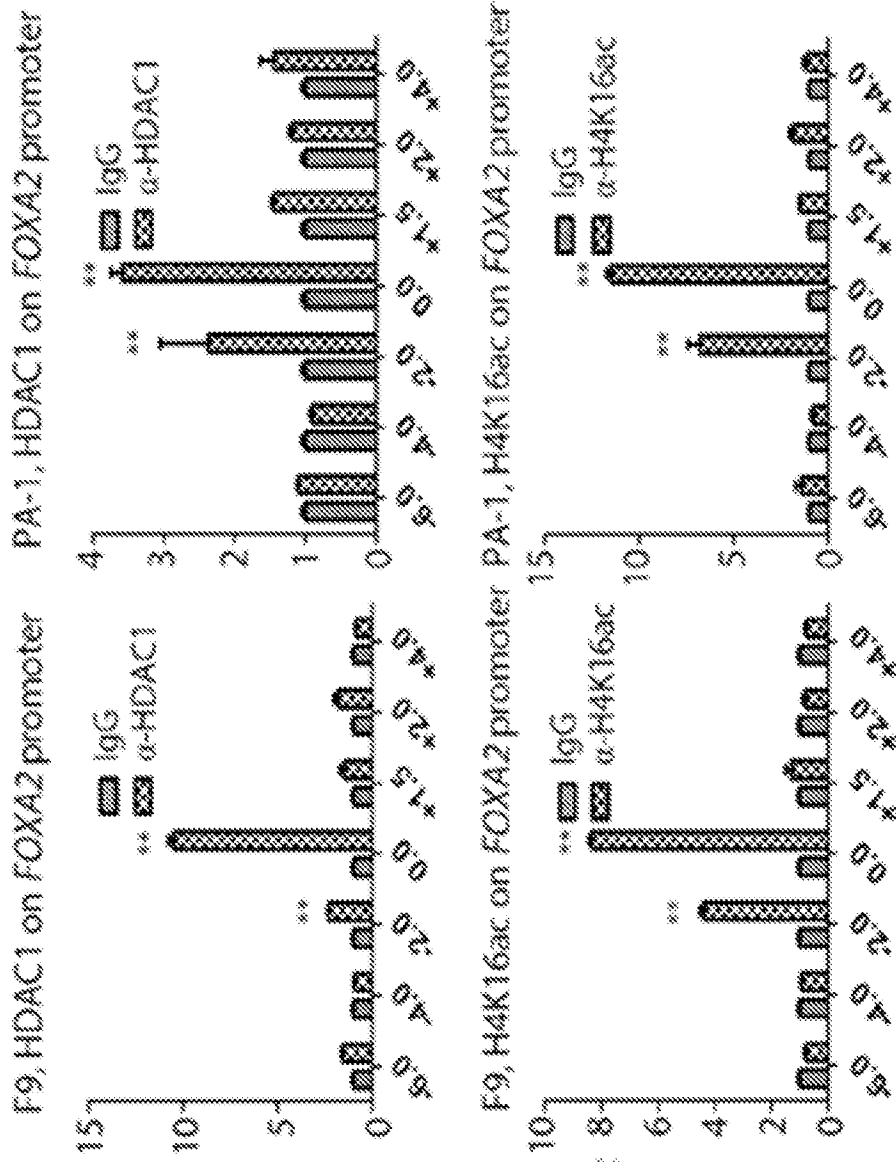 F9, HDAC1 on FOXA2 promoter
IgG
α-HDAC1
**
**
15
10
5
0
-6.0 -4.0 -2.0 0.0 +1.5 +2.0 +4.0
PA-1, HDAC1 on FOXA2 promoter
IgG
α-HDAC1
**
**
4
3
2
1
0
-6.0 -4.0 -2.0 0.0 +1.5 +2.0 +4.0
F9, H4K16ac on FOXA2 promoter
IgG
α-H4K16ac
**
**
10
8
6
4
2
0
-6.0 -4.0 -2.0 0.0 +1.5 +2.0 +4.0
PA-1, H4K16ac on FOXA2 promoter
IgG
α-H4K16ac
**
**
15
10
5
0
-6.0 -4.0 -2.0 0.0 +1.5 +2.0 +4.0